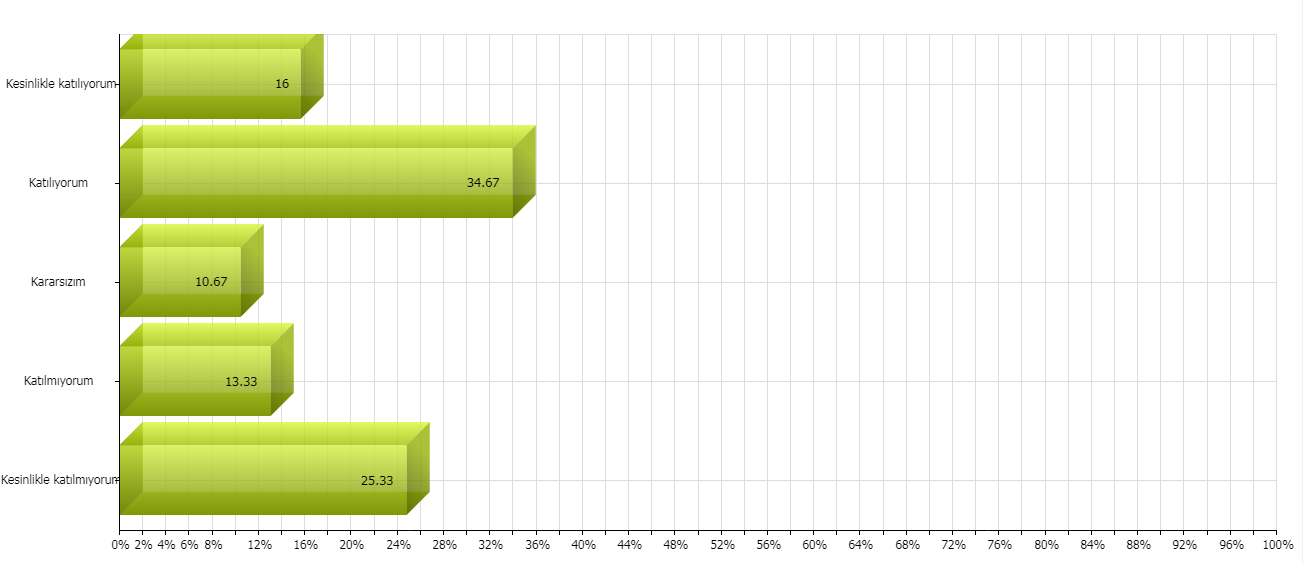 Kesinlikle katılıyorum
16
Katılıyorum
34.67
Kararsızım
10.67
Katılmıyorum
13.33
Kesinlikle katılmıyorum
25.33
0% 2% 4% 6% 8% 12% 16% 20% 24% 28% 32% 36% 40% 44% 48% 52% 56% 60% 64% 68% 72% 76% 80% 84% 88% 92% 96% 100%